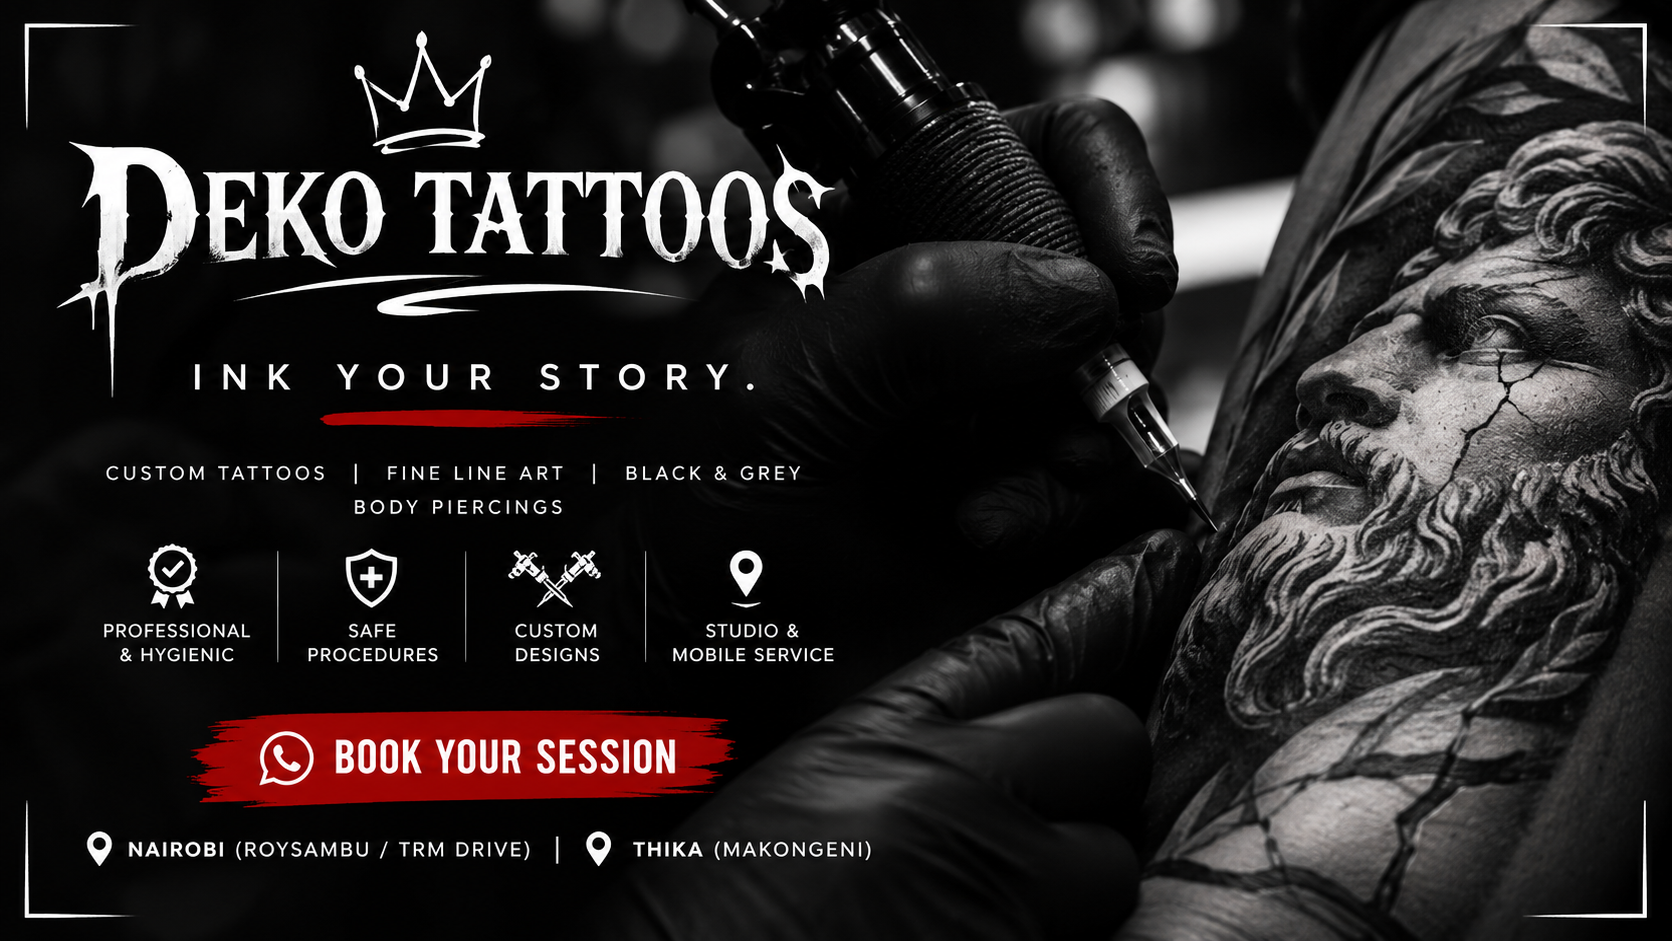 DEKO TATTOOS
INK YOUR STORY.
CUSTOM TATTOOS | FINE LINE ART | BLACK & GREY
BODY PIERCINGS
PROFESSIONAL
& HYGIENIC
SAFE
PROCEDURES
CUSTOM
DESIGNS
STUDIO &
MOBILE SERVICE
BOOK YOUR SESSION
NAIROBI (ROYSAMBU / TRM DRIVE) | THIKA (MAKONGENI)